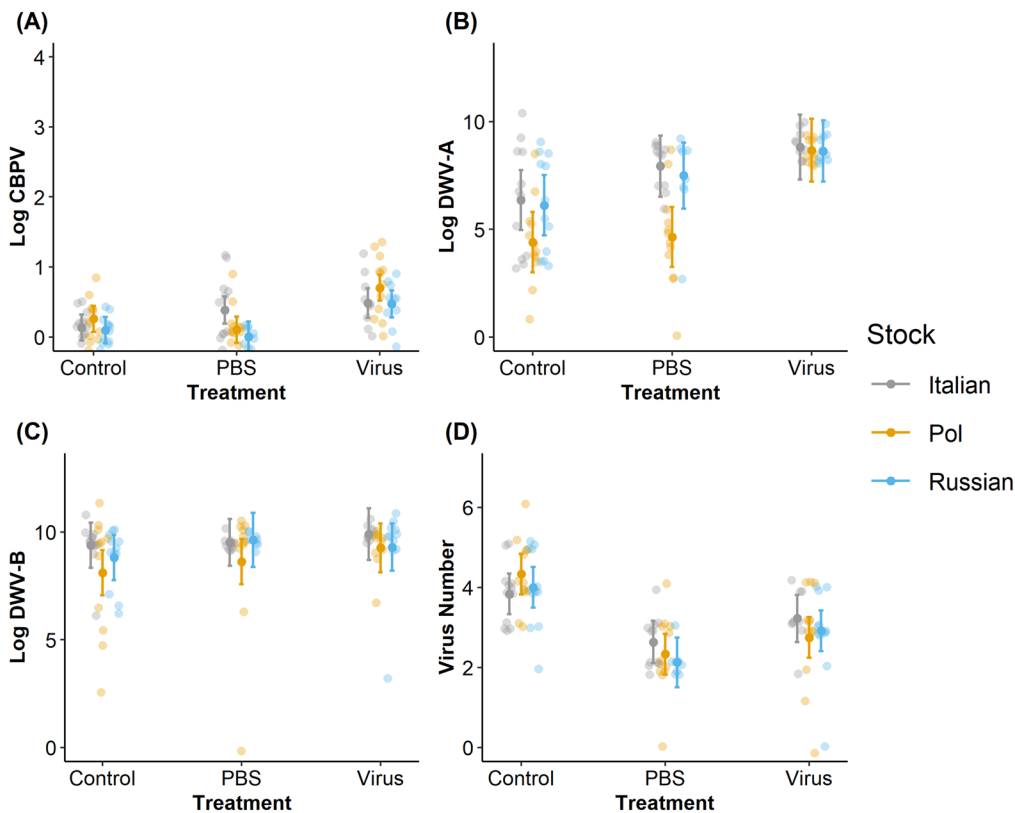 (A)
4
3
2
1
0
Log CBPV
Control PBS Virus
Treatment
(B)
10
5
0
Log DWV-A
Control PBS Virus
Treatment
(C)
10
5
0
Log DWV-B
Control PBS Virus
Treatment
(D)
6
4
2
0
Virus Number
Control PBS Virus
Treatment
Stock
Italian
Pol
Russian